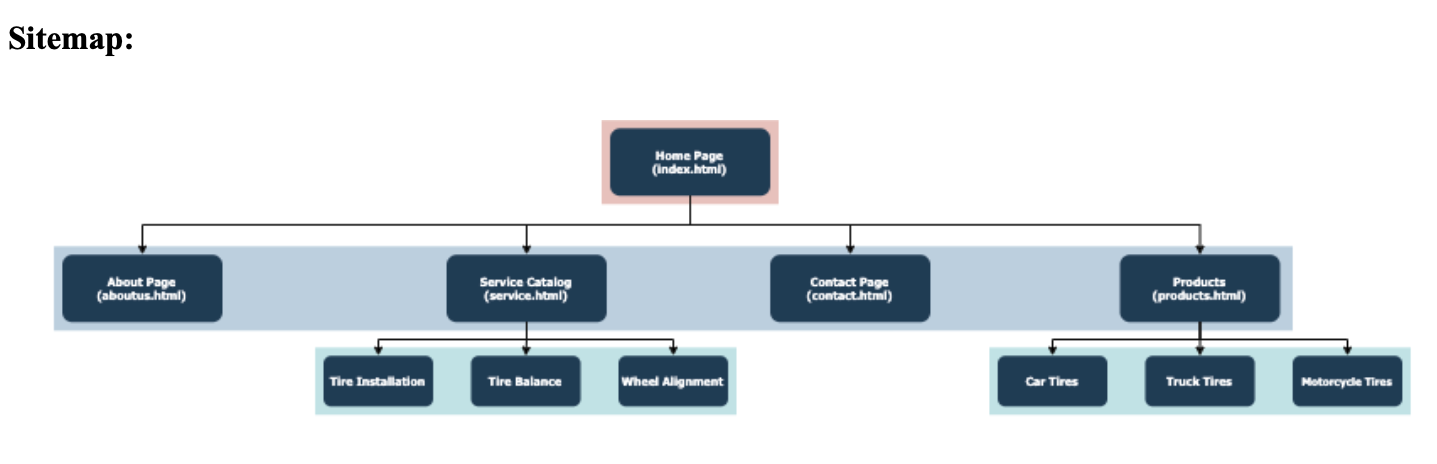 Sitemap:
Home Page
(index.html)
About Page
(aboutus.html)
Service Catalog
(service.html)
Contact Page
(contact.html)
Products
(products.html)
Tire Installation
Tire Balance
Wheel Alignment
Car Tires
Truck Tires
Motorcycle Tires